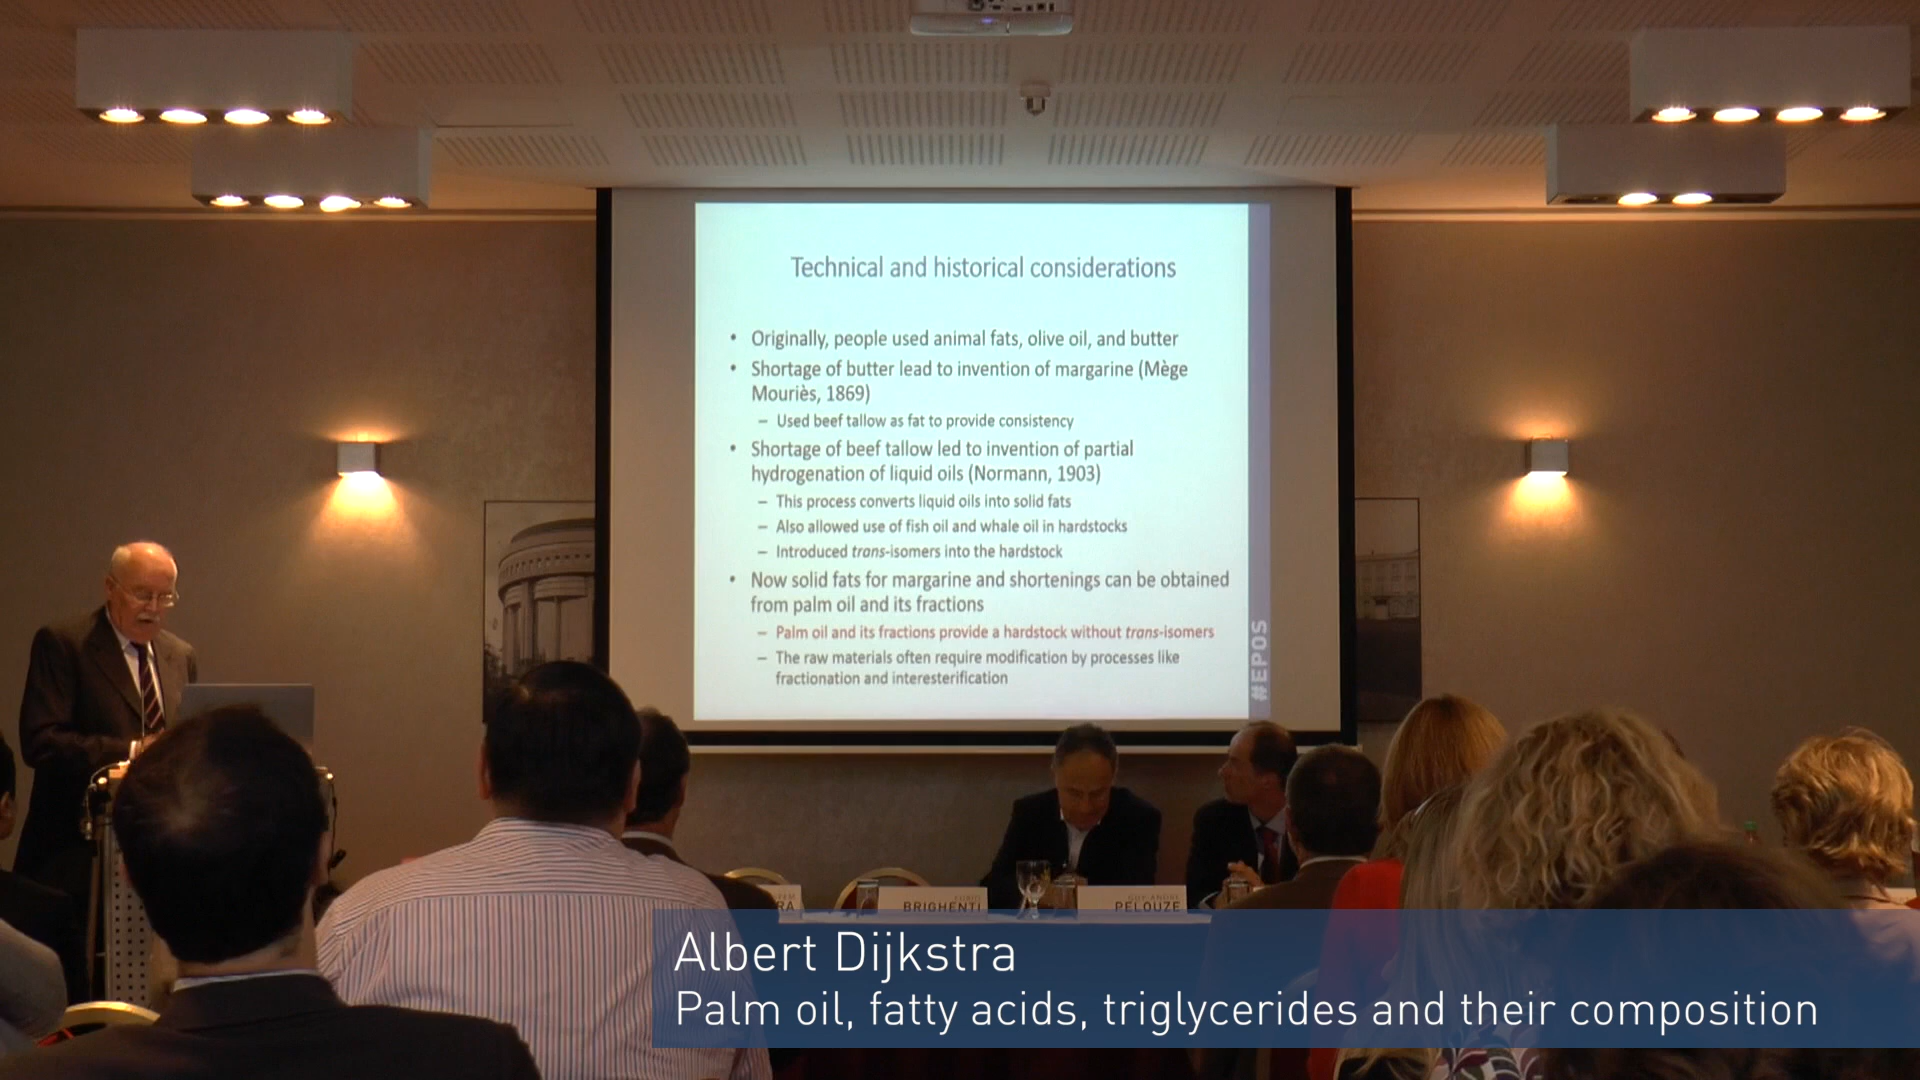 Technical and historical considerations
• Originally, people used animal fats, olive oil, and butter
• Shortage of butter lead to invention of margarine (Mège
Mouriès, 1869)
– Used beef tallow as fat to provide consistency
• Shortage of beef tallow led to invention of partial
hydrogenation of liquid oils (Normann, 1903)
– This process converts liquid oils into solid fats
– Also allowed use of fish oil and whale oil in hardstocks
– Introduced trans-isomers into the hardstock
• Now solid fats for margarine and shortenings can be obtained
from palm oil and its fractions
– Palm oil and its fractions provide a hardstock without trans-isomers
– The raw materials often require modification by processes like
fractionation and interesterification
#EPOS
RA
BRIGHENTI
PELOUZE
Albert Dijkstra
Palm oil, fatty acids, triglycerides and their composition